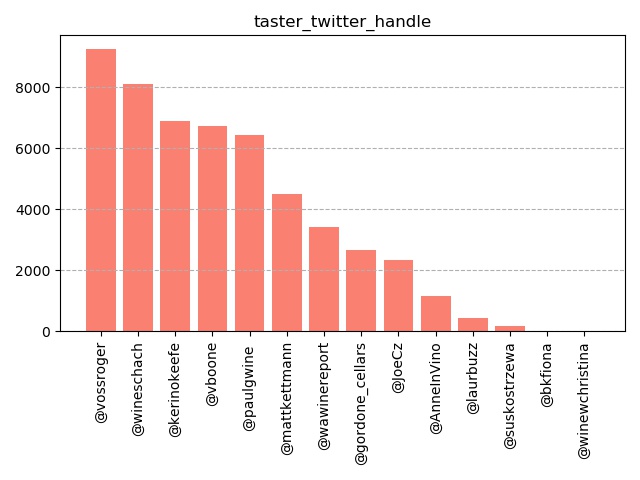 taster_twitter_handle
8000
6000
4000
2000
0
@vossroger
@wineschach
@kerinokeefe
@vboone
@paulgwine
@mattkettmann
@wawinereport
@gordone_cellars
@JoeCz
@AnneInVino
@laurbuzz
@suskostrzewa
@bkfiona
@winewchristina